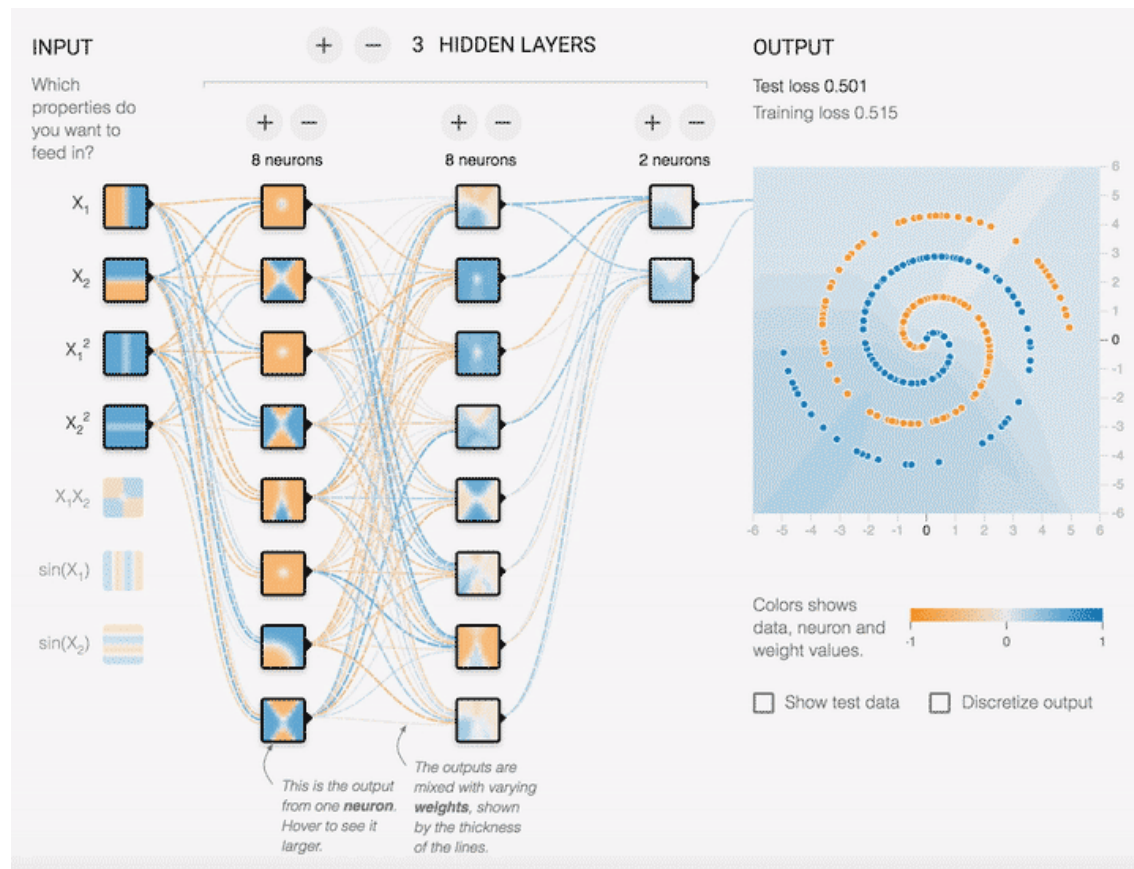 INPUT
Which
properties do
you want to
feed in?
+ − 3 HIDDEN LAYERS
+ −
8 neurons
+ −
8 neurons
+ −
2 neurons
X₁
X₂
X₁²
X₂²
X₁X₂
sin(X₁)
sin(X₂)
This is the output
from one neuron.
Hover to see it
larger.
The outputs are
mixed with varying
weights, shown
by the thickness
of the lines.
OUTPUT
Test loss 0.501
Training loss 0.515
6
5
4
3
2
1
0
-1
-2
-3
-4
-5
-6
-6 -5 -4 -3 -2 -1 0 1 2 3 4 5 6
Colors shows
data, neuron and
weight values.
-1 0 1
Show test data
Discretize output